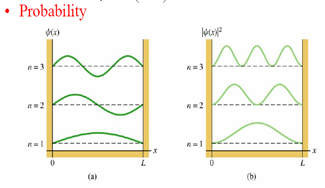 • Probability
ψ(x)
|ψ(x)|²
n = 3
n = 3
n = 2
n = 2
n = 1
n = 1
0
L
x
0
L
x
(a)
(b)